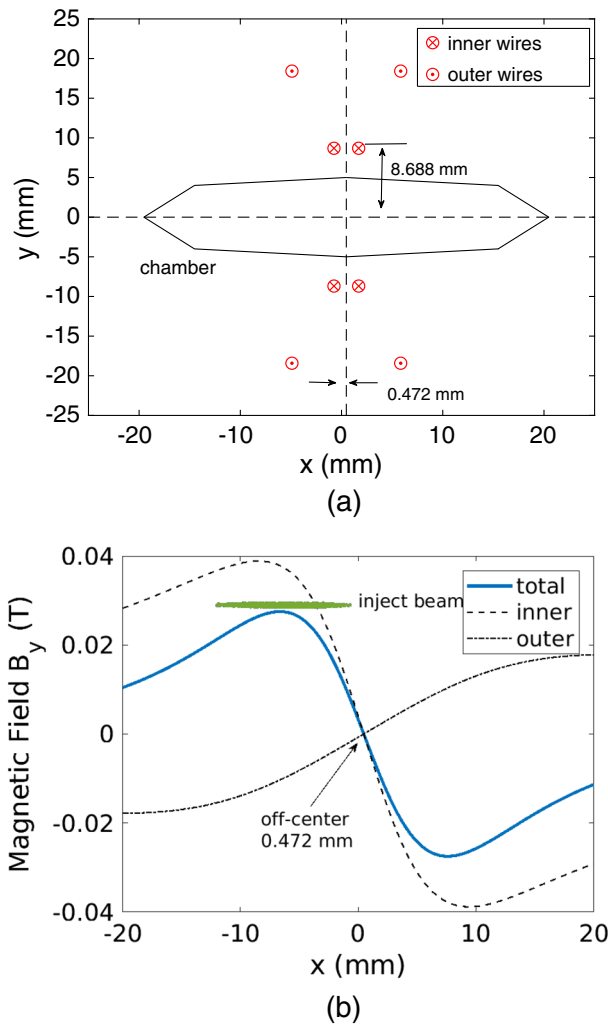 (a)
25
20
15
10
5
0
-5
-10
-15
-20
-25
y (mm)
inner wires
outer wires
8.688 mm
chamber
0.472 mm
-20 -10 0 10 20
x (mm)
(a)
0.04
0.02
0
-0.02
-0.04
Magnetic Field B_y (T)
inject beam
total
inner
outer
off-center
0.472 mm
-20 -10 0 10 20
x (mm)
(b)